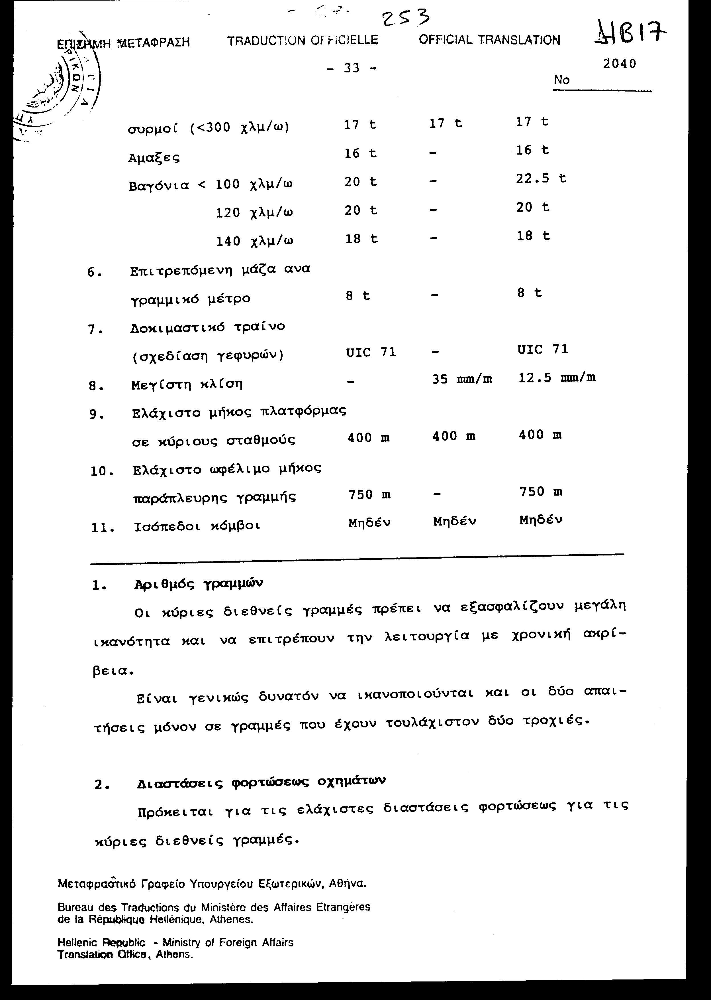 253
ΕΠΙΣΗΜΗ ΜΕΤΑΦΡΑΣΗ TRADUCTION OFFICIELLE OFFICIAL TRANSLATION
- 33 - 2040
No
συρμοί (<300 χλμ/ω) 17 t 17 t 17 t
Αμαξες 16 t - 16 t
Βαγόνια < 100 χλμ/ω 20 t - 22.5 t
120 χλμ/ω 20 t - 20 t
140 χλμ/ω 18 t - 18 t
6. Επιτρεπόμενη μάζα ανα
γραμμικό μέτρο 8 t - 8 t
7. Δοκιμαστικό τραίνο
(σχεδίαση γεφυρών) UIC 71 - UIC 71
8. Μεγίστη κλίση - 35 mm/m 12.5 mm/m
9. Ελάχιστο μήκος πλατφόρμας
σε κύριους σταθμούς 400 m 400 m 400 m
10. Ελάχιστο ωφέλιμο μήκος
παράπλευρης γραμμής 750 m - 750 m
11. Ισόπεδοι κόμβοι Μηδέν Μηδέν Μηδέν
1. Αριθμός γραμμών
Οι κύριες διεθνείς γραμμές πρέπει να εξασφαλίζουν μεγάλη
ικανότητα και να επιτρέπουν την λειτουργία με χρονική ακρί-
βεια.
Είναι γενικώς δυνατόν να ικανοποιούνται και οι δύο απαι-
τήσεις μόνον σε γραμμές που έχουν τουλάχιστον δύο τροχιές.
2. Διαστάσεις φορτώσεως οχημάτων
Πρόκειται για τις ελάχιστες διαστάσεις φορτώσεως για τις
κύριες διεθνείς γραμμές.
Μεταφραστικό Γραφείο Υπουργείου Εξωτερικών, Αθήνα.
Bureau des Traductions du Ministère des Affaires Etrangères
de la République Hellénique, Athènes.
Hellenic Republic - Ministry of Foreign Affairs
Translation Office, Athens.